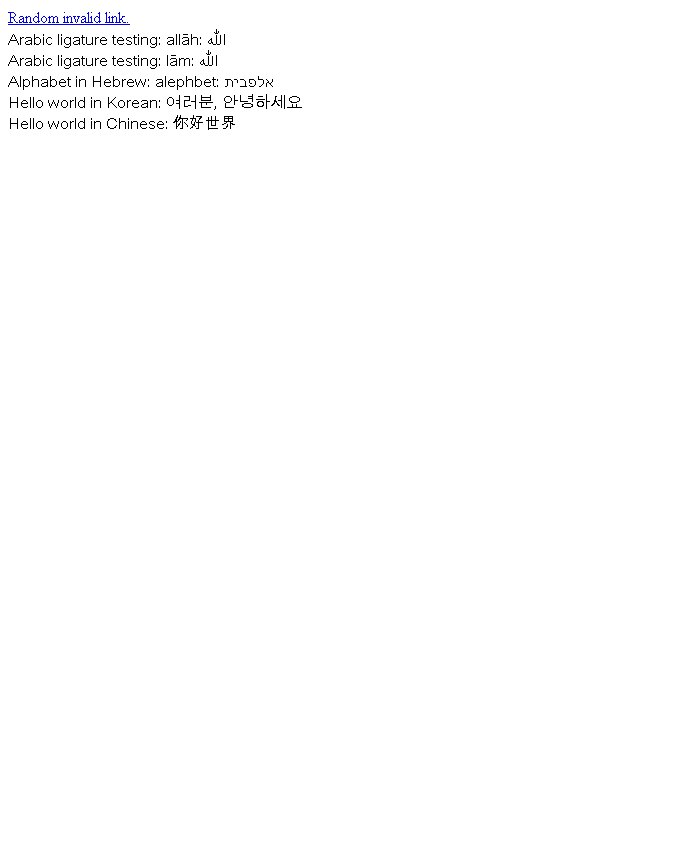 Random invalid link.
Arabic ligature testing: allāh: الله
Arabic ligature testing: lām: الله
Alphabet in Hebrew: alephbet: אלפבית
Hello world in Korean: 여러분, 안녕하세요
Hello world in Chinese: 你好世界